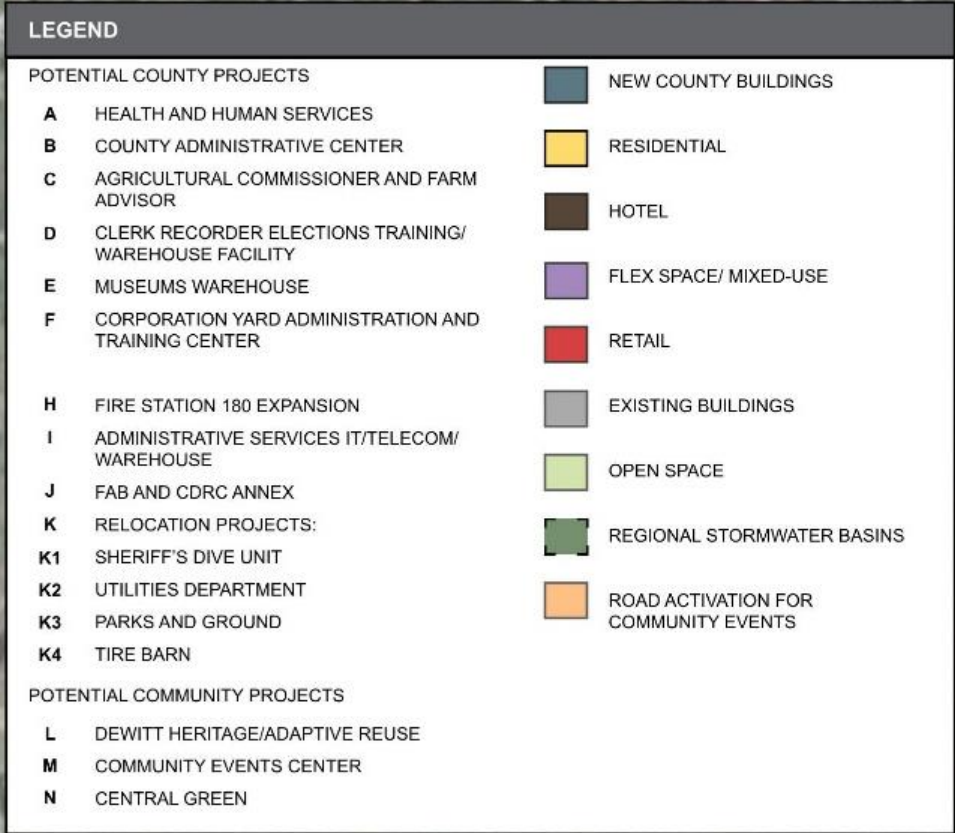 LEGEND
POTENTIAL COUNTY PROJECTS
A HEALTH AND HUMAN SERVICES
B COUNTY ADMINISTRATIVE CENTER
C AGRICULTURAL COMMISSIONER AND FARM
ADVISOR
D CLERK RECORDER ELECTIONS TRAINING/
WAREHOUSE FACILITY
E MUSEUMS WAREHOUSE
F CORPORATION YARD ADMINISTRATION AND
TRAINING CENTER
H FIRE STATION 180 EXPANSION
I ADMINISTRATIVE SERVICES IT/TELECOM/
WAREHOUSE
J FAB AND CDRC ANNEX
K RELOCATION PROJECTS:
K1 SHERIFF'S DIVE UNIT
K2 UTILITIES DEPARTMENT
K3 PARKS AND GROUND
K4 TIRE BARN
POTENTIAL COMMUNITY PROJECTS
L DEWITT HERITAGE/ADAPTIVE REUSE
M COMMUNITY EVENTS CENTER
N CENTRAL GREEN
NEW COUNTY BUILDINGS
RESIDENTIAL
HOTEL
FLEX SPACE/ MIXED-USE
RETAIL
EXISTING BUILDINGS
OPEN SPACE
REGIONAL STORMWATER BASINS
ROAD ACTIVATION FOR
COMMUNITY EVENTS